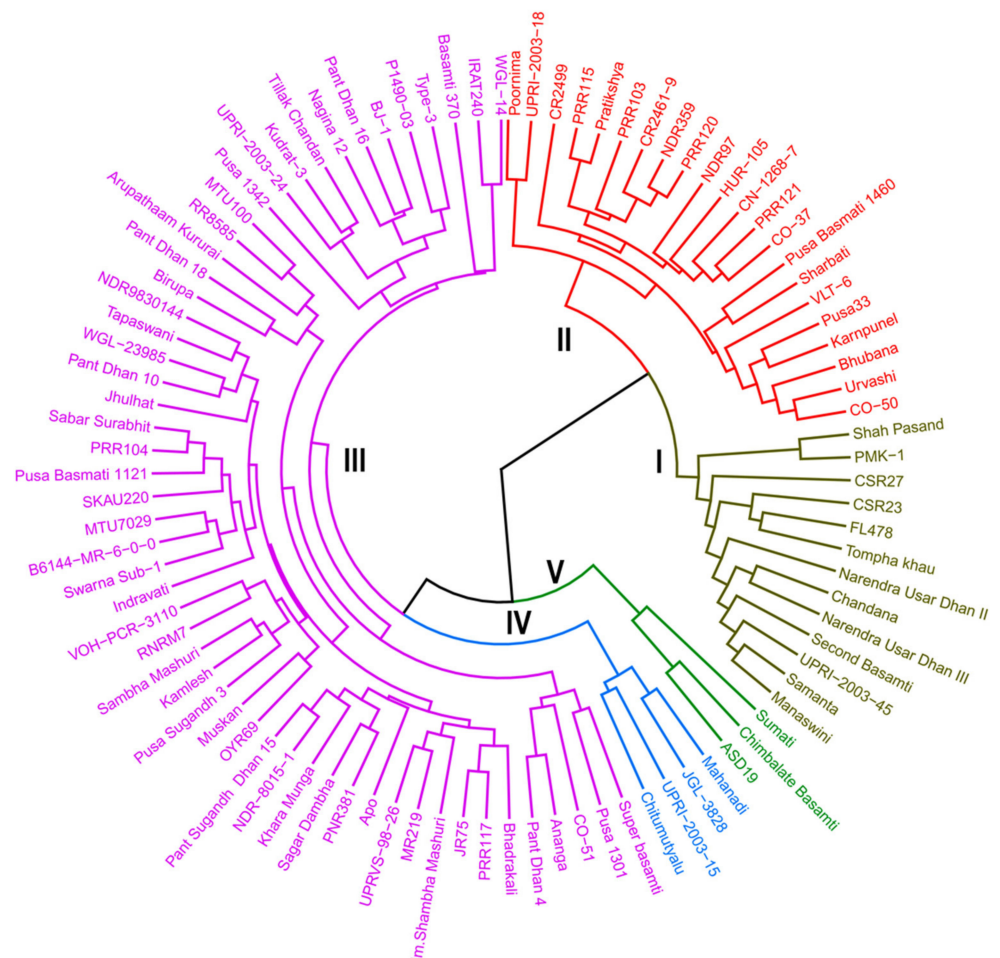 Poornima
UPRI-2003-18
CR2499
PRR115
Pratikshya
PRR103
CR2461-9
NDR359
PRR120
NDR97
HUR-105
CN-1268-7
PRR121
CO-37
Pusa Basmati 1460
Sharbati
VLT-6
Pusa33
Karnpunel
Bhubana
Urvashi
CO-50
Shah Pasand
PMK-1
CSR27
CSR23
FL478
Tompha khau
Narendra Usar Dhan II
Chandana
Narendra Usar Dhan III
Second Basamti
UPRI-2003-45
Samanta
Manaswini
Sumati
Chimbalate Basamti
ASD19
Mahanadi
JGL-3828
UPRI-2003-15
Chitumutyalu
Super basamti
Pusa 1301
CO-51
Ananga
Pant Dhan 4
Bhadrakali
PRR117
JR75
m.Shambha Mashuri
MR219
UPRVS-98-26
Apo
PNR381
Sagar Dambha
Khara Munga
NDR-8015-1
Pant Sugandh Dhan 15
OYR69
Muskan
Pusa Sugandh 3
Kamlesh
Sambha Mashuri
RNRM7
VOH-PCR-3110
Indravati
Swarna Sub-1
B6144-MR-6-0-0
MTU7029
SKAU220
Pusa Basmati 1121
PRR104
Sabar Surabhit
Jhulhat
Pant Dhan 10
WGL-23985
Tapaswani
NDR9830144
Birupa
Pant Dhan 18
Arupathaam Kururai
RR8585
MTU100
Pusa 1342
UPRI-2003-24
Kudrat-3
Tillak Chandan
Nagina 12
Pant Dhan 16
BJ-1
P1490-03
Type-3
Basamti 370
IRAT240
WGL-14
II
I
III
V
IV